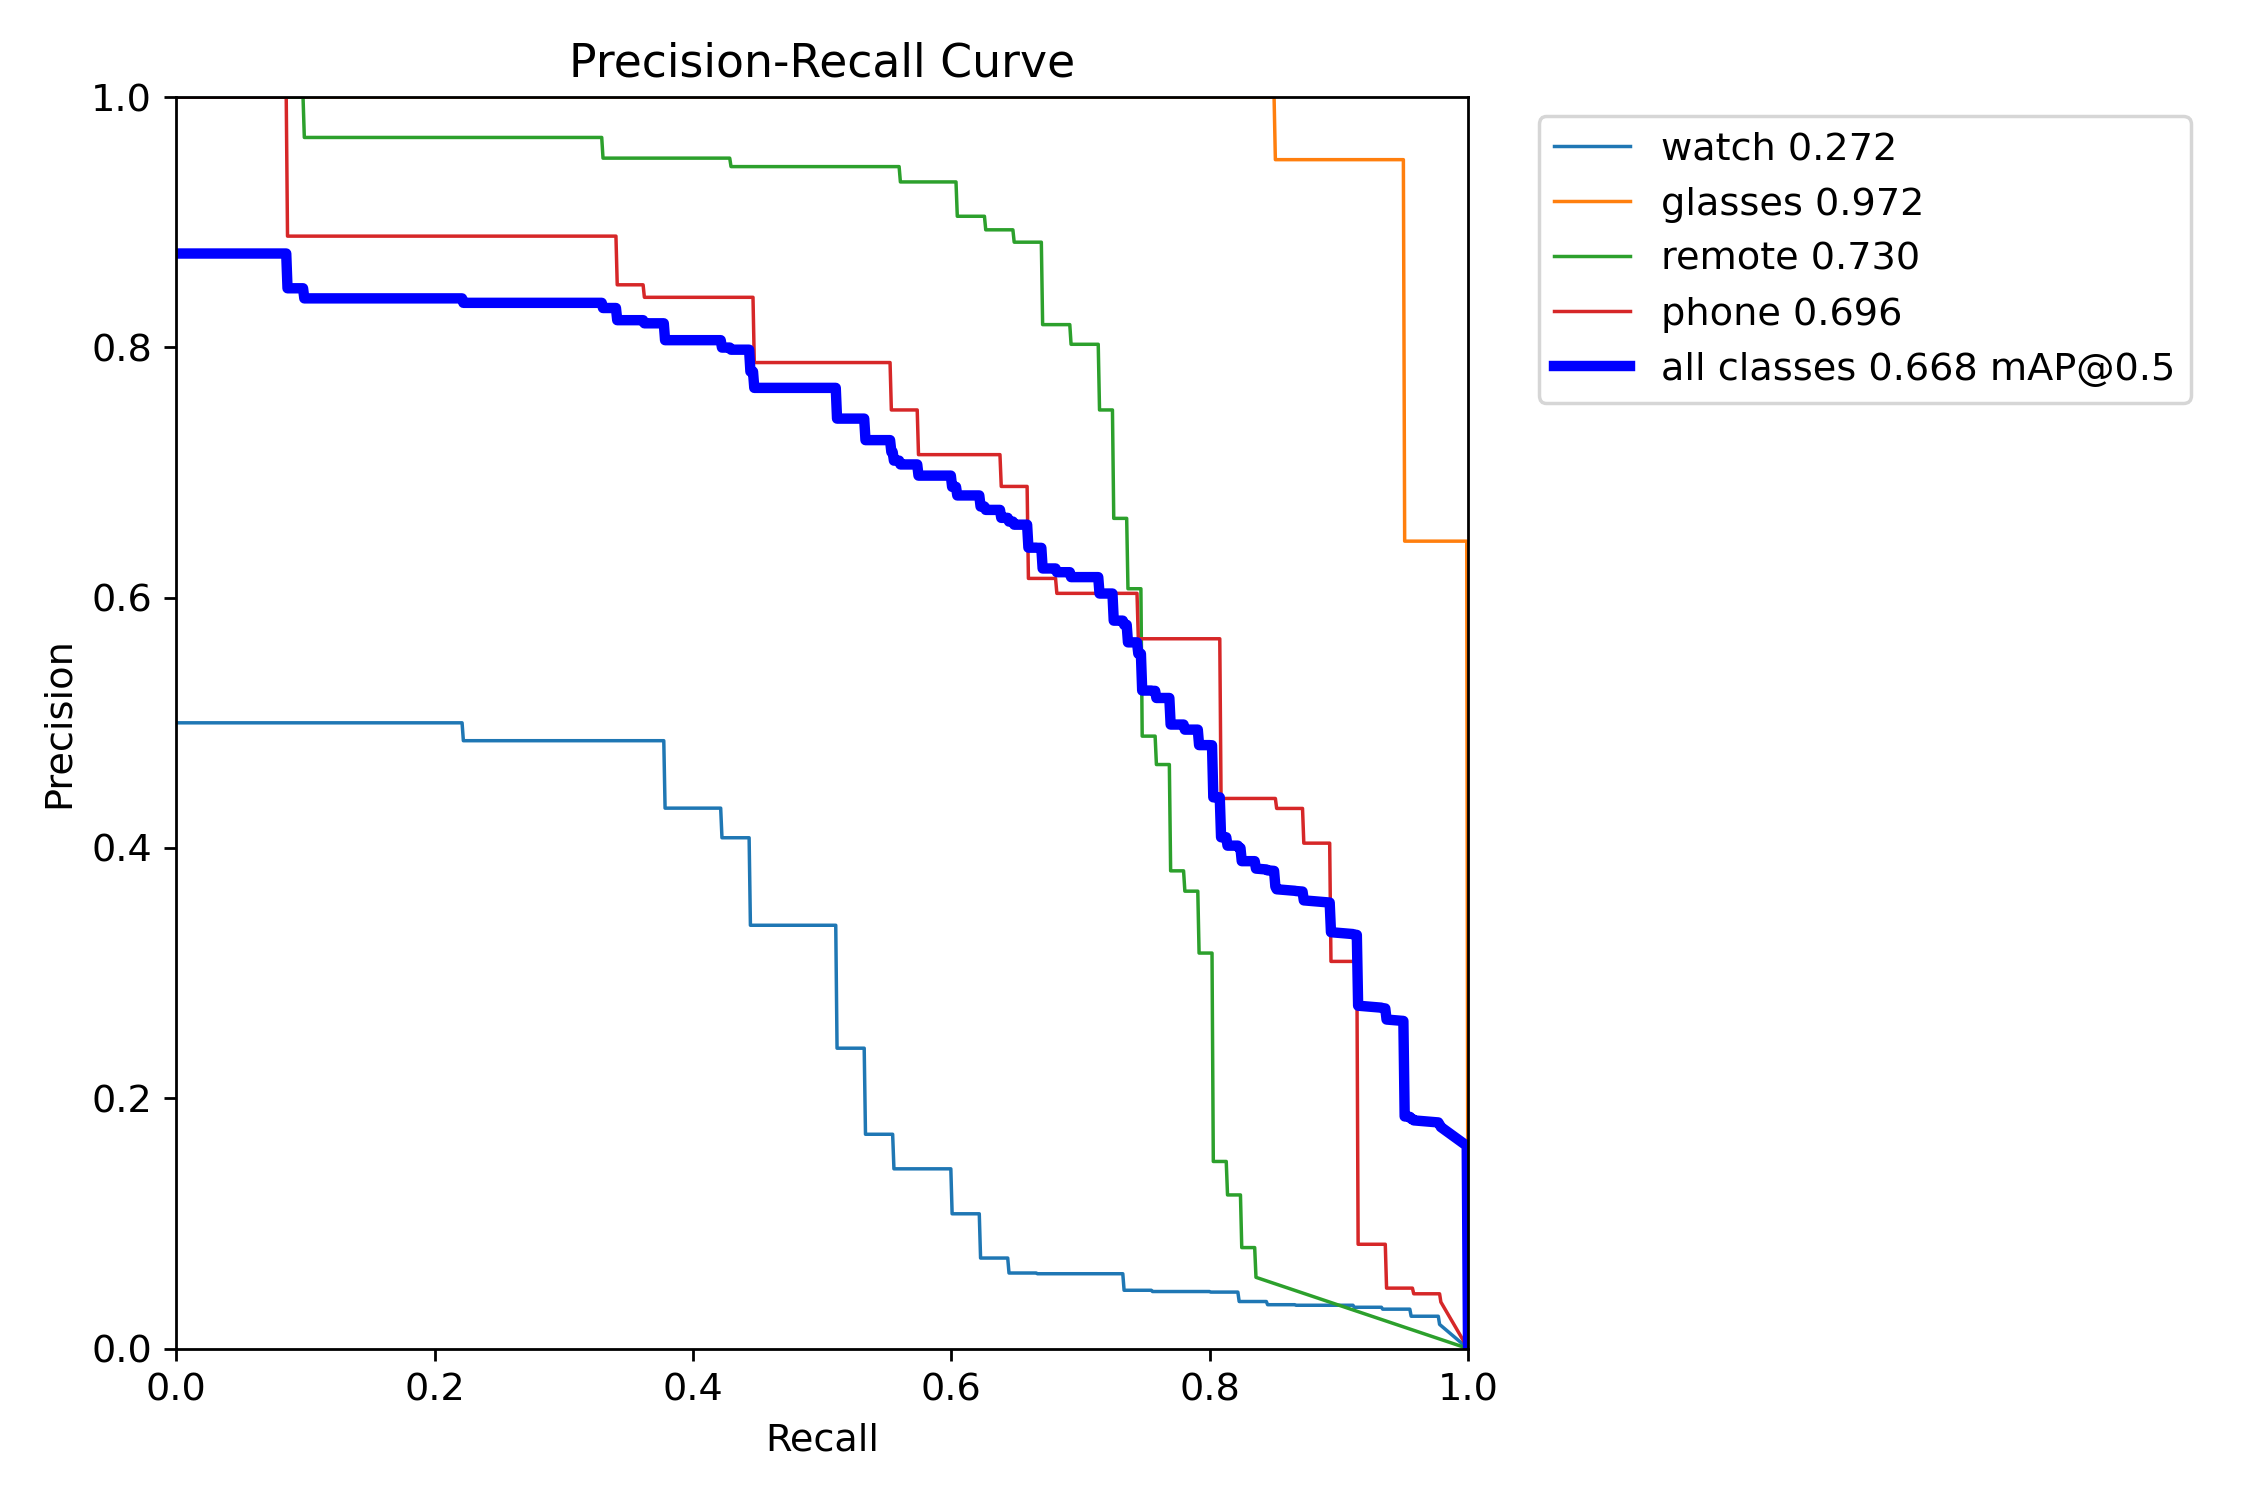 Precision-Recall Curve
1.0
0.8
0.6
0.4
0.2
0.0
Precision
0.0 0.2 0.4 0.6 0.8 1.0
Recall
watch 0.272
glasses 0.972
remote 0.730
phone 0.696
all classes 0.668 mAP@0.5